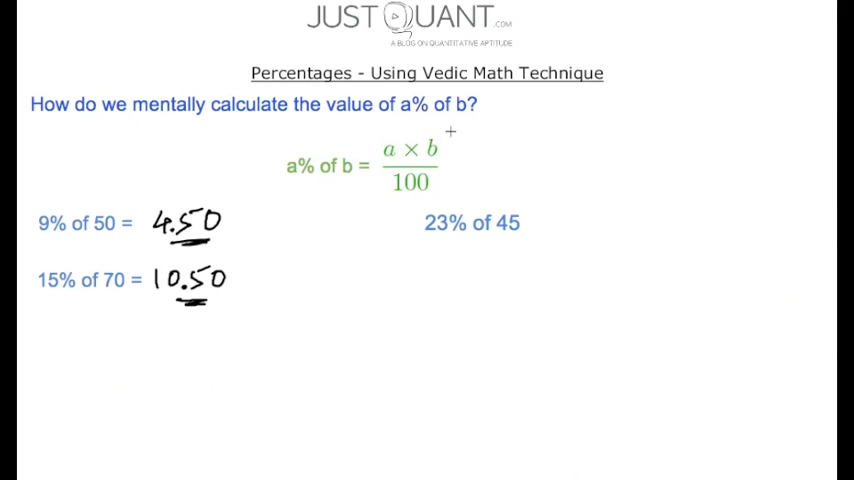 JUSTQUANT.COM
A BLOG ON QUANTITATIVE APTITUDE
Percentages - Using Vedic Math Technique
How do we mentally calculate the value of a% of b?
a% of b = a × b / 100
9% of 50 = 4.50
23% of 45
15% of 70 = 10.50